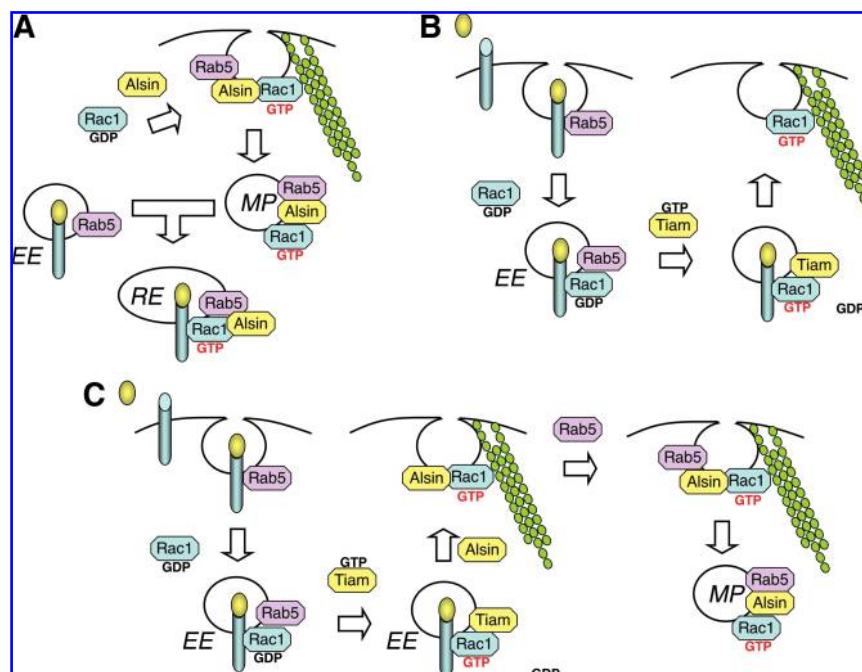 A
Rab5
Alsin
Alsin
Rac1
GTP
Rac1
GDP
MP
Rab5
Alsin
Rac1
GTP
Rab5
EE
RE
Rab5
Rac1
Alsin
GTP
B
Rab5
Rac1
GTP
Rac1
GDP
GTP
Tiam
EE
Rab5
Rac1
GDP
Tiam
Rac1
GTP
GDP
C
Rab5
Alsin
Rac1
GTP
Rab5
Rab5
Alsin
Rac1
GTP
Rac1
GDP
GTP
Tiam
Alsin
EE
Rab5
Rac1
GDP
EE
Tiam
Rac1
GTP
GDP
MP
Rab5
Alsin
Rac1
GTP